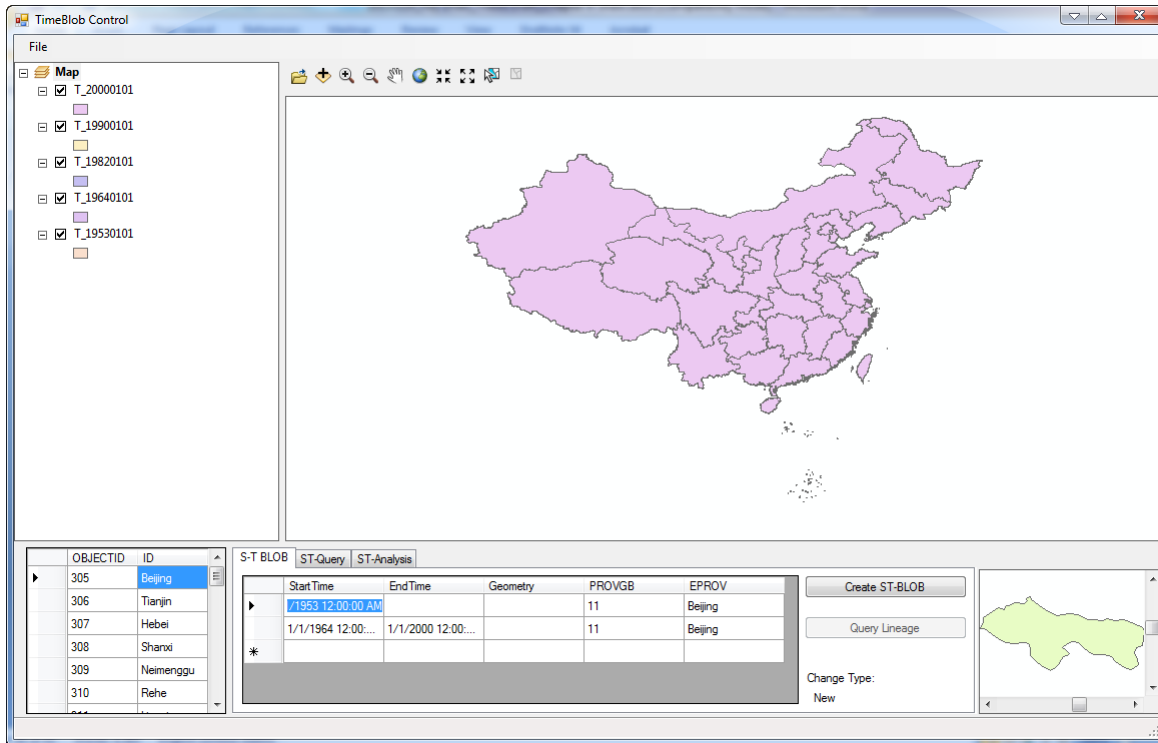 TimeBlob Control
File
Map
T_20000101
T_19900101
T_19820101
T_19640101
T_19530101
OBJECTID ID
305 Beijing
306 Tianjin
307 Hebei
308 Shanxi
309 Neimenggu
310 Rehe
S-T BLOB ST-Query ST-Analysis
StartTime EndTime Geometry PROVGB EPROV
/1953 12:00:00 AM 11 Beijing
1/1/1964 12:00:... 1/1/2000 12:00:... 11 Beijing
Create ST-BLOB
Query Lineage
Change Type:
New